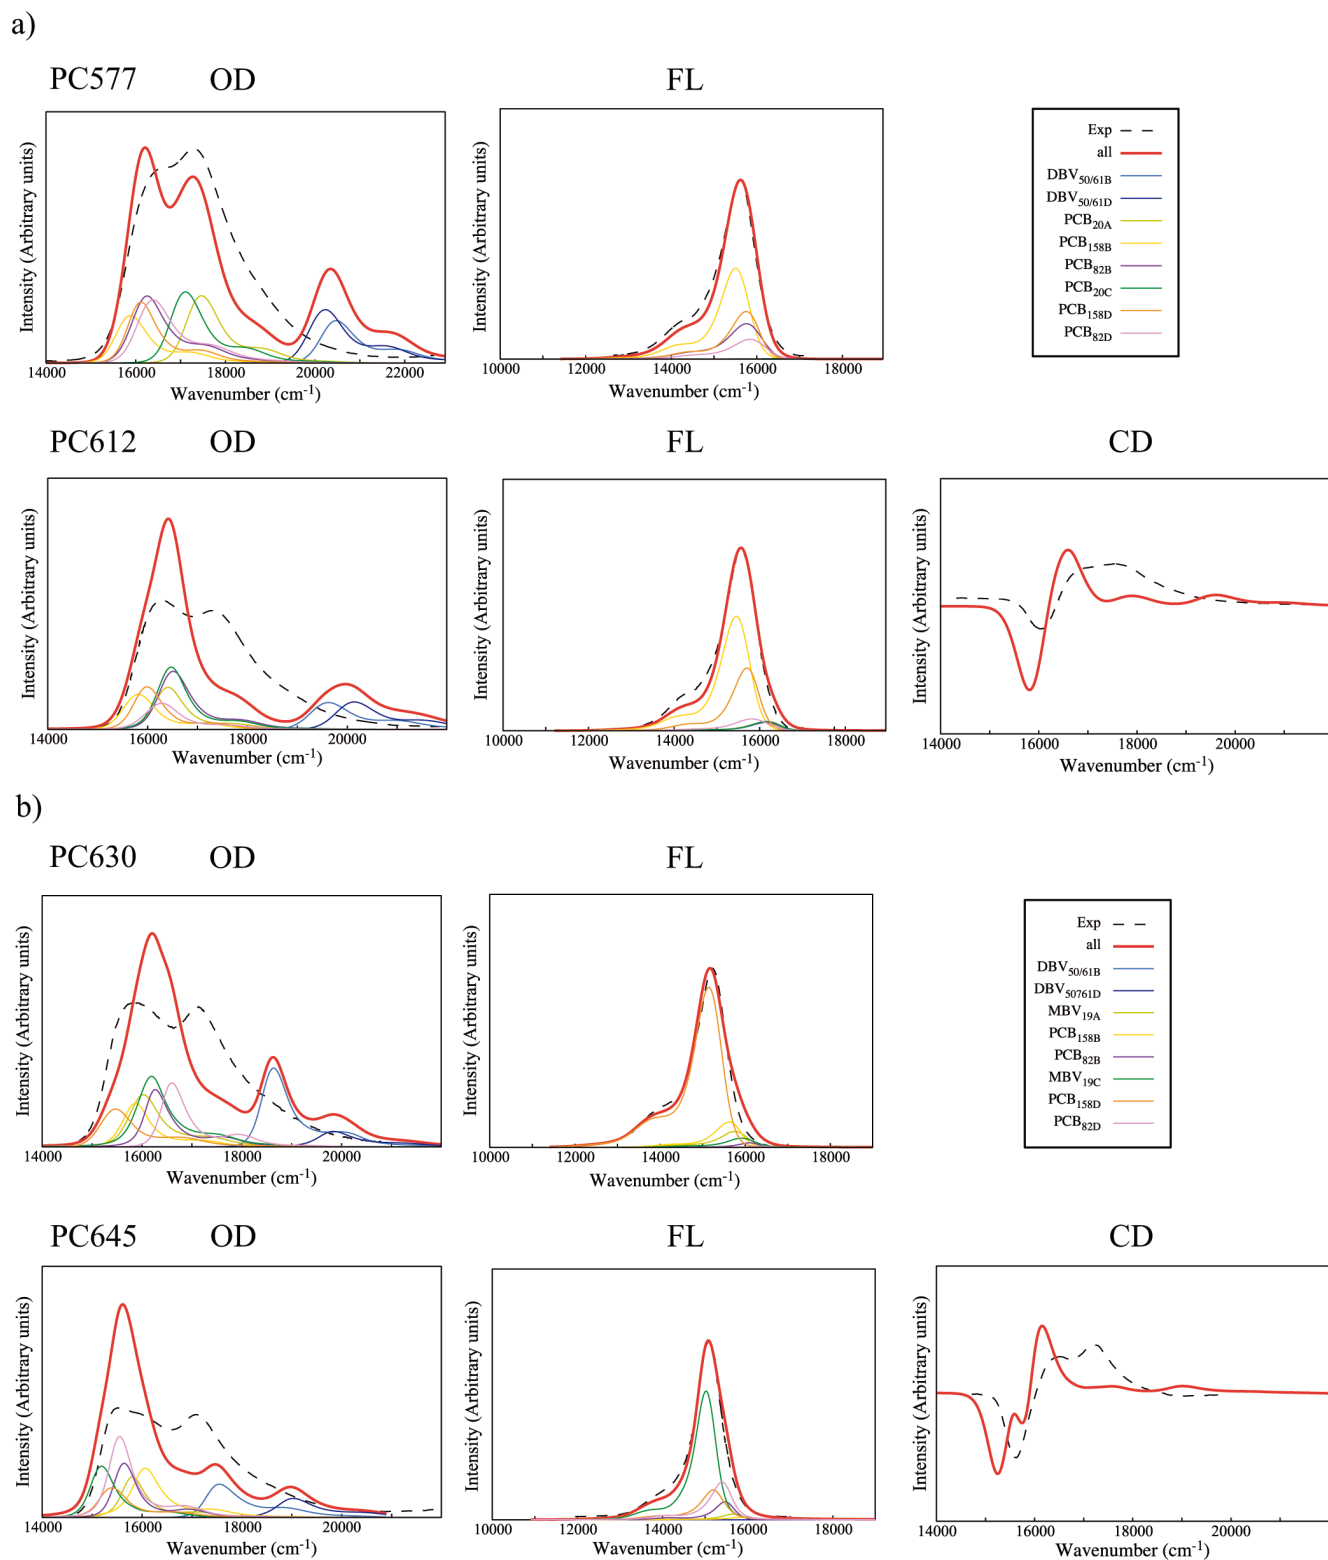 a)
PC577 OD FL
Intensity (Arbitrary units)
14000 16000 18000 20000 22000
Wavenumber (cm-1)
Intensity (Arbitrary units)
10000 12000 14000 16000 18000
Wavenumber (cm-1)
Exp
all
DBV50/61B
DBV50/61D
PCB20A
PCB158B
PCB82B
PCB20C
PCB158D
PCB82D
PC612 OD FL CD
Intensity (Arbitrary units)
14000 16000 18000 20000
Wavenumber (cm-1)
Intensity (Arbitrary units)
10000 12000 14000 16000 18000
Wavenumber (cm-1)
Intensity (Arbitrary units)
14000 16000 18000 20000
Wavenumber (cm-1)
b)
PC630 OD FL
Intensity (Arbitrary units)
14000 16000 18000 20000
Wavenumber (cm-1)
Intensity (Arbitrary units)
10000 12000 14000 16000 18000
Wavenumber (cm-1)
Exp
all
DBV50/61B
DBV50761D
MBV19A
PCB158B
PCB82B
MBV19C
PCB158D
PCB82D
PC645 OD FL CD
Intensity (Arbitrary units)
14000 16000 18000 20000
Wavenumber (cm-1)
Intensity (Arbitrary units)
10000 12000 14000 16000 18000
Wavenumber (cm-1)
Intensity (Arbitrary units)
14000 16000 18000 20000
Wavenumber (cm-1)